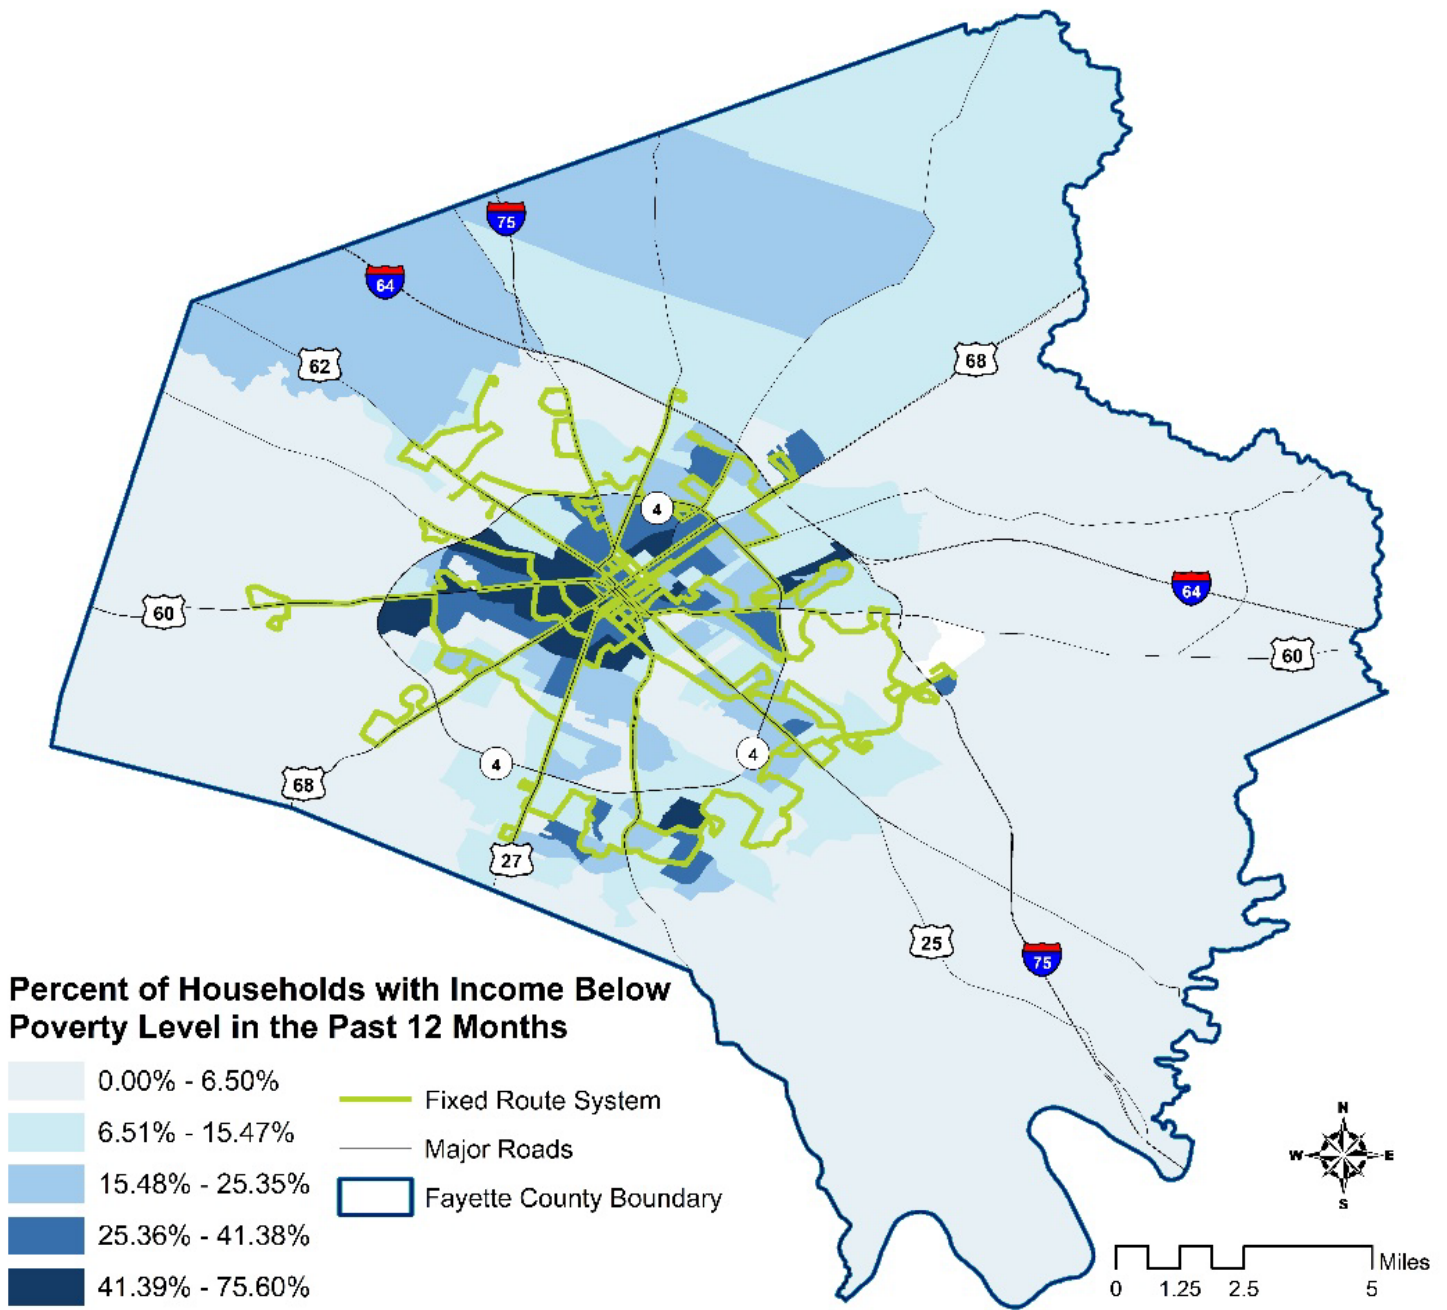 75
64
62
68
4
64
60
60
4
4
68
27
25
75
Percent of Households with Income Below
Poverty Level in the Past 12 Months
0.00% - 6.50%
6.51% - 15.47%
15.48% - 25.35%
25.36% - 41.38%
41.39% - 75.60%
Fixed Route System
Major Roads
Fayette County Boundary
N
W E
S
Miles
0 1.25 2.5 5